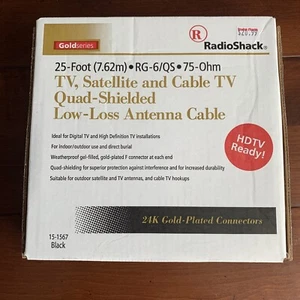 Goldseries
$20.99
R RadioShack®
25-Foot (7.62m) • RG-6/QS • 75-Ohm
TV, Satellite and Cable TV
Quad-Shielded
Low-Loss Antenna Cable
Ideal for Digital TV and High Definition TV installations
For indoor/outdoor use and direct burial
Weatherproof gel-filled, gold-plated F connector at each end
Quad-shielding for superior protection against interference and for increased durability
Suitable for outdoor satellite and TV antennas, and cable TV hookups
HDTV
Ready!
24K Gold-Plated Connectors
15-1567
Black